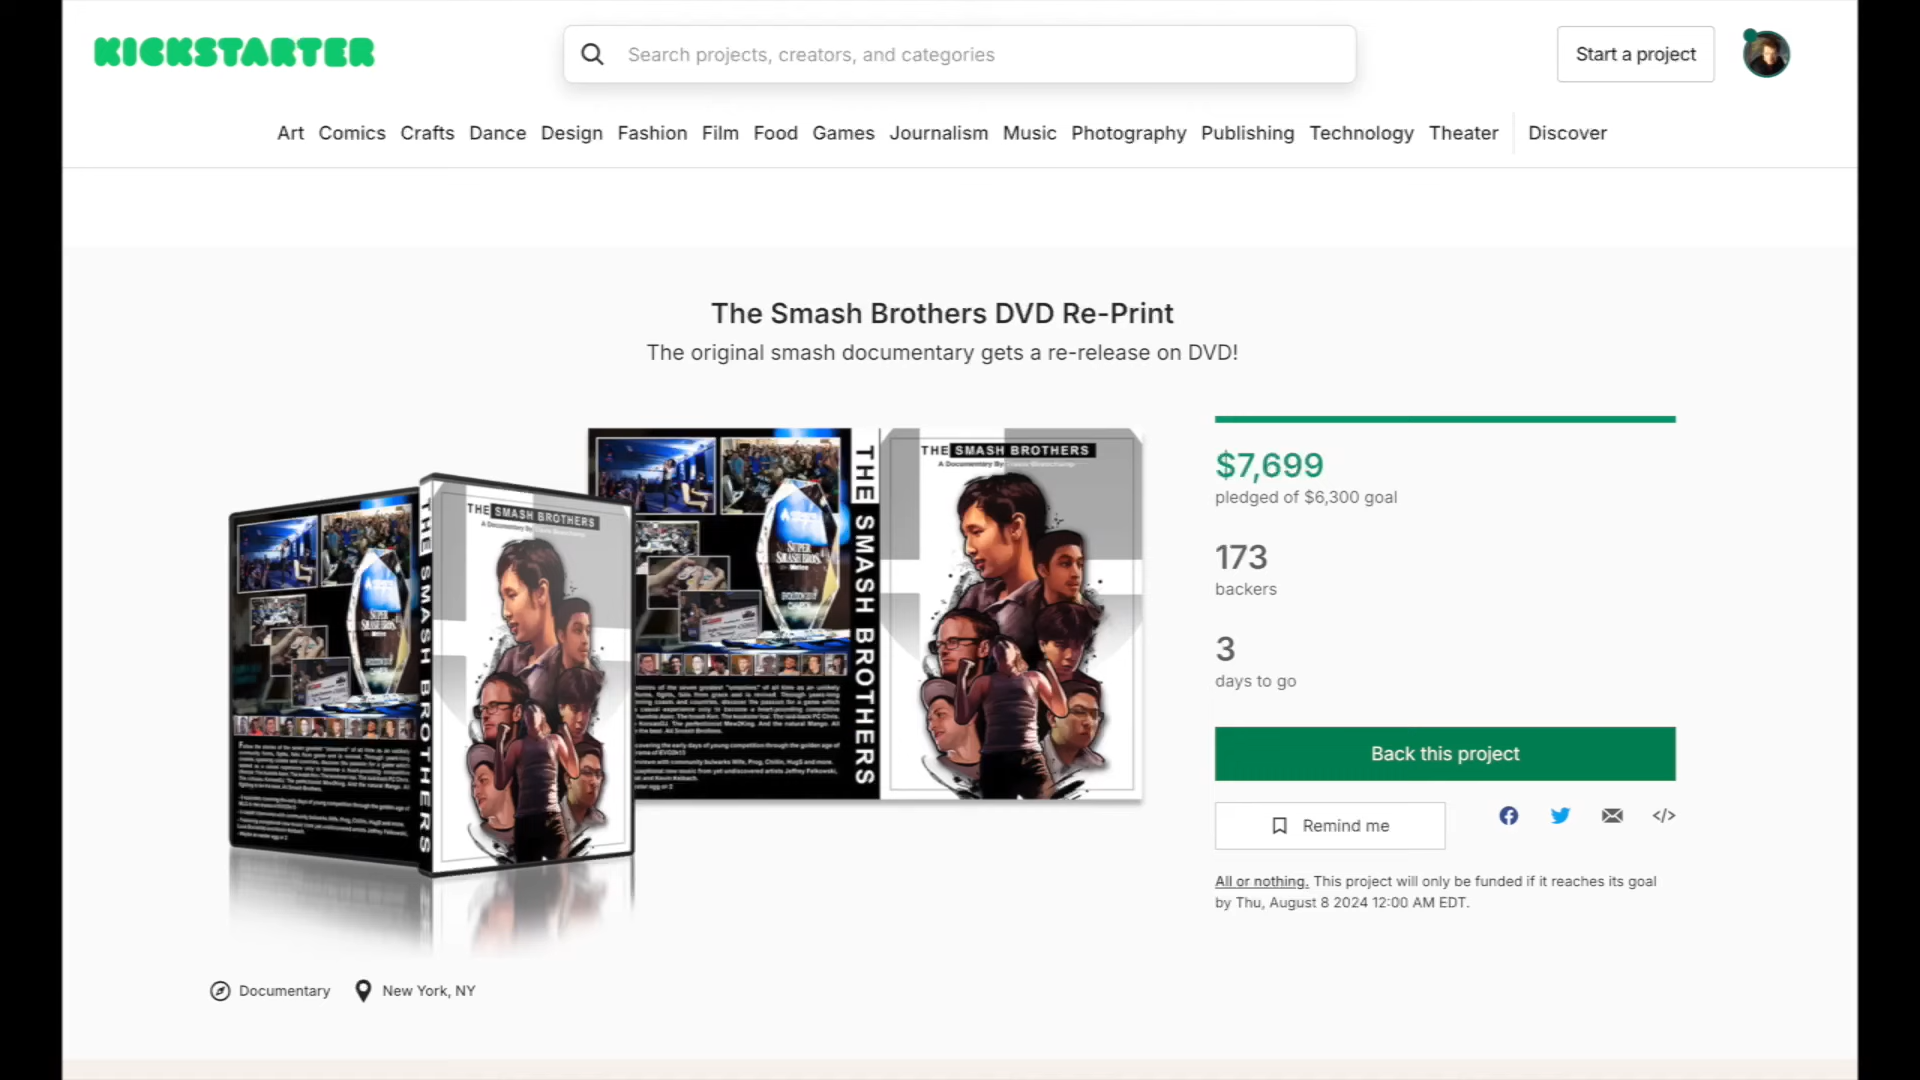 KICKSTARTER
Search projects, creators, and categories
Start a project
Art Comics Crafts Dance Design Fashion Film Food Games Journalism Music Photography Publishing Technology Theater Discover
The Smash Brothers DVD Re-Print
The original smash documentary gets a re-release on DVD!
THE SMASH BROTHERS
A Documentary By
THE SMASH BROTHERS
THE SMASH BROTHERS
A Documentary By
THE SMASH BROTHERS
$7,699
pledged of $6,300 goal
173
backers
3
days to go
Back this project
Remind me
All or nothing. This project will only be funded if it reaches its goal
by Thu, August 8 2024 12:00 AM EDT.
Documentary
New York, NY